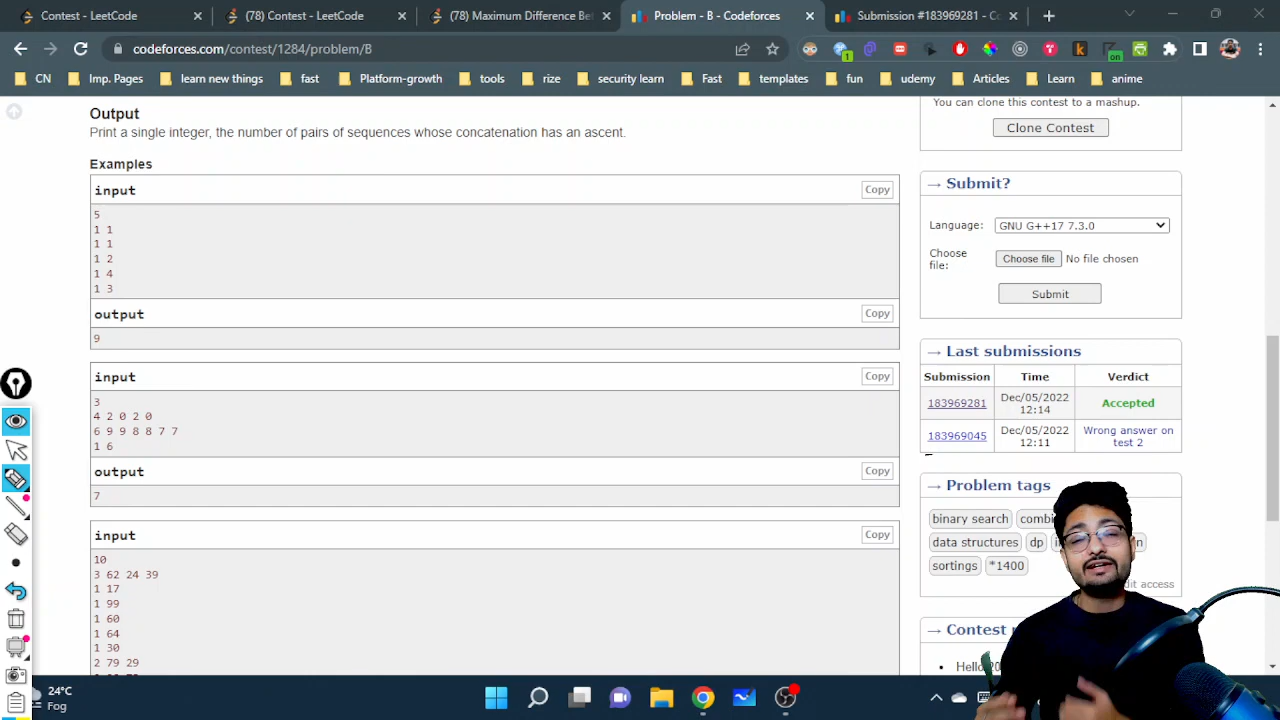 Contest - LeetCode
(78) Contest - LeetCode
(78) Maximum Difference Be
Problem - B - Codeforces
Submission #183969281 - Co
codeforces.com/contest/1284/problem/B
1
on
CN
Imp. Pages
learn new things
fast
Platform-growth
tools
rize
security learn
Fast
templates
fun
udemy
Articles
Learn
anime
Output
Print a single integer, the number of pairs of sequences whose concatenation has an ascent.
Examples
input
Copy
5
1 1
1 1
1 2
1 4
1 3
output
Copy
9
input
Copy
3
4 2 0 2 0
6 9 9 8 8 7 7
1 6
output
Copy
7
input
Copy
10
3 62 24 39
1 17
1 99
1 60
1 64
1 30
2 79 29
You can clone this contest to a mashup.
Clone Contest
→ Submit?
Language: GNU G++17 7.3.0
Choose
file:
Choose file No file chosen
Submit
→ Last submissions
Submission Time Verdict
183969281 Dec/05/2022 12:14 Accepted
183969045 Dec/05/2022 12:11 Wrong answer on test 2
→ Problem tags
binary search
data structures dp
sortings *1400
access
→ Contest
24°C
Fog